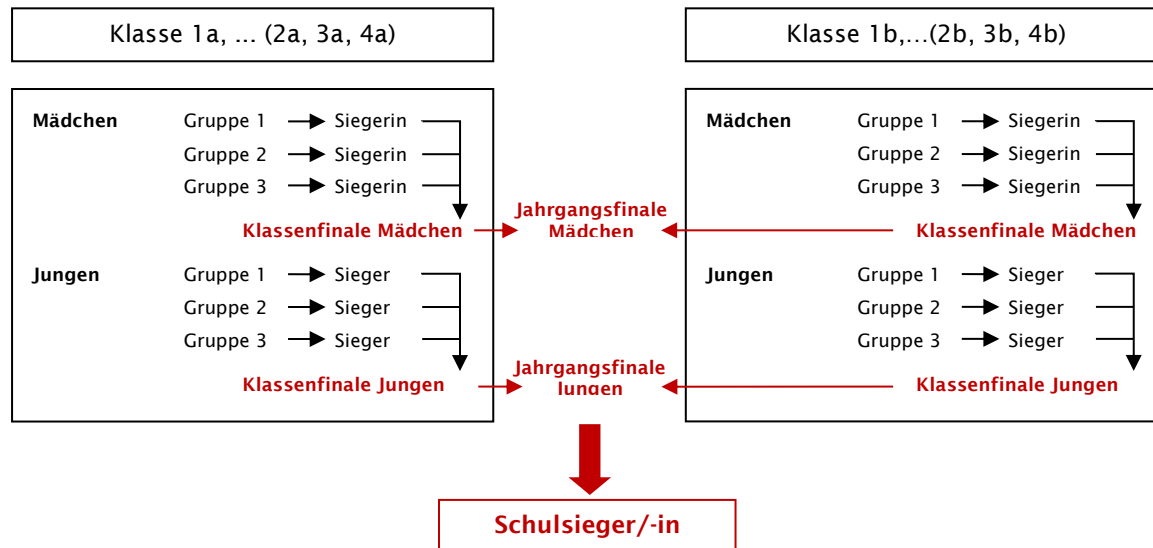 Klasse 1a, ... (2a, 3a, 4a)
Klasse 1b,...(2b, 3b, 4b)
Mädchen Gruppe 1 Siegerin
Gruppe 2 Siegerin
Gruppe 3 Siegerin
Klassenfinale Mädchen
Jungen Gruppe 1 Sieger
Gruppe 2 Sieger
Gruppe 3 Sieger
Klassenfinale Jungen
Jahrgangsfinale
Mädchen
Jahrgangsfinale
Jungen
Mädchen Gruppe 1 Siegerin
Gruppe 2 Siegerin
Gruppe 3 Siegerin
Klassenfinale Mädchen
Jungen Gruppe 1 Sieger
Gruppe 2 Sieger
Gruppe 3 Sieger
Klassenfinale Jungen
Schulsieger/-in